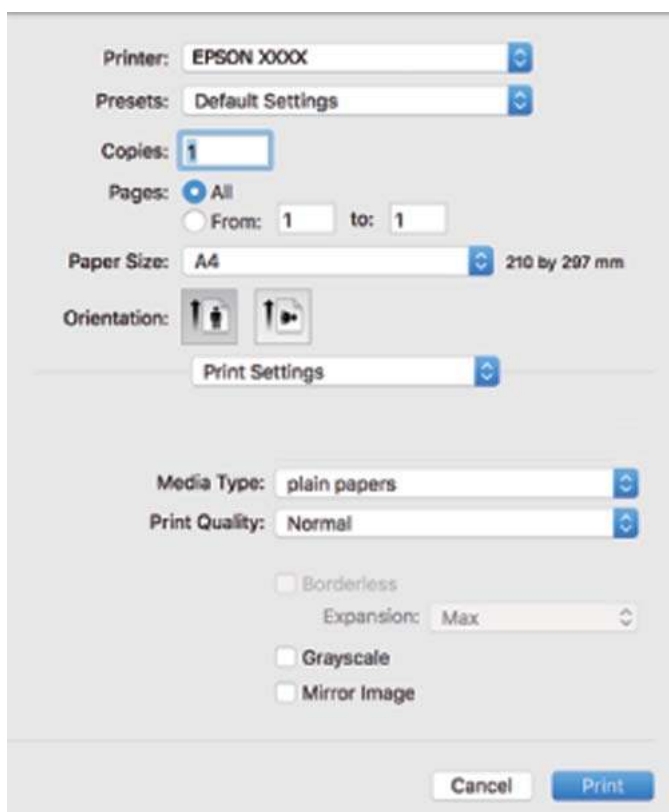 Printer: EPSON XXXX
Presets: Default Settings
Copies: 1
Pages: All
From: 1 to: 1
Paper Size: A4 210 by 297 mm
Orientation:
Print Settings
Media Type: plain papers
Print Quality: Normal
Borderless
Expansion: Max
Grayscale
Mirror Image
Cancel Print